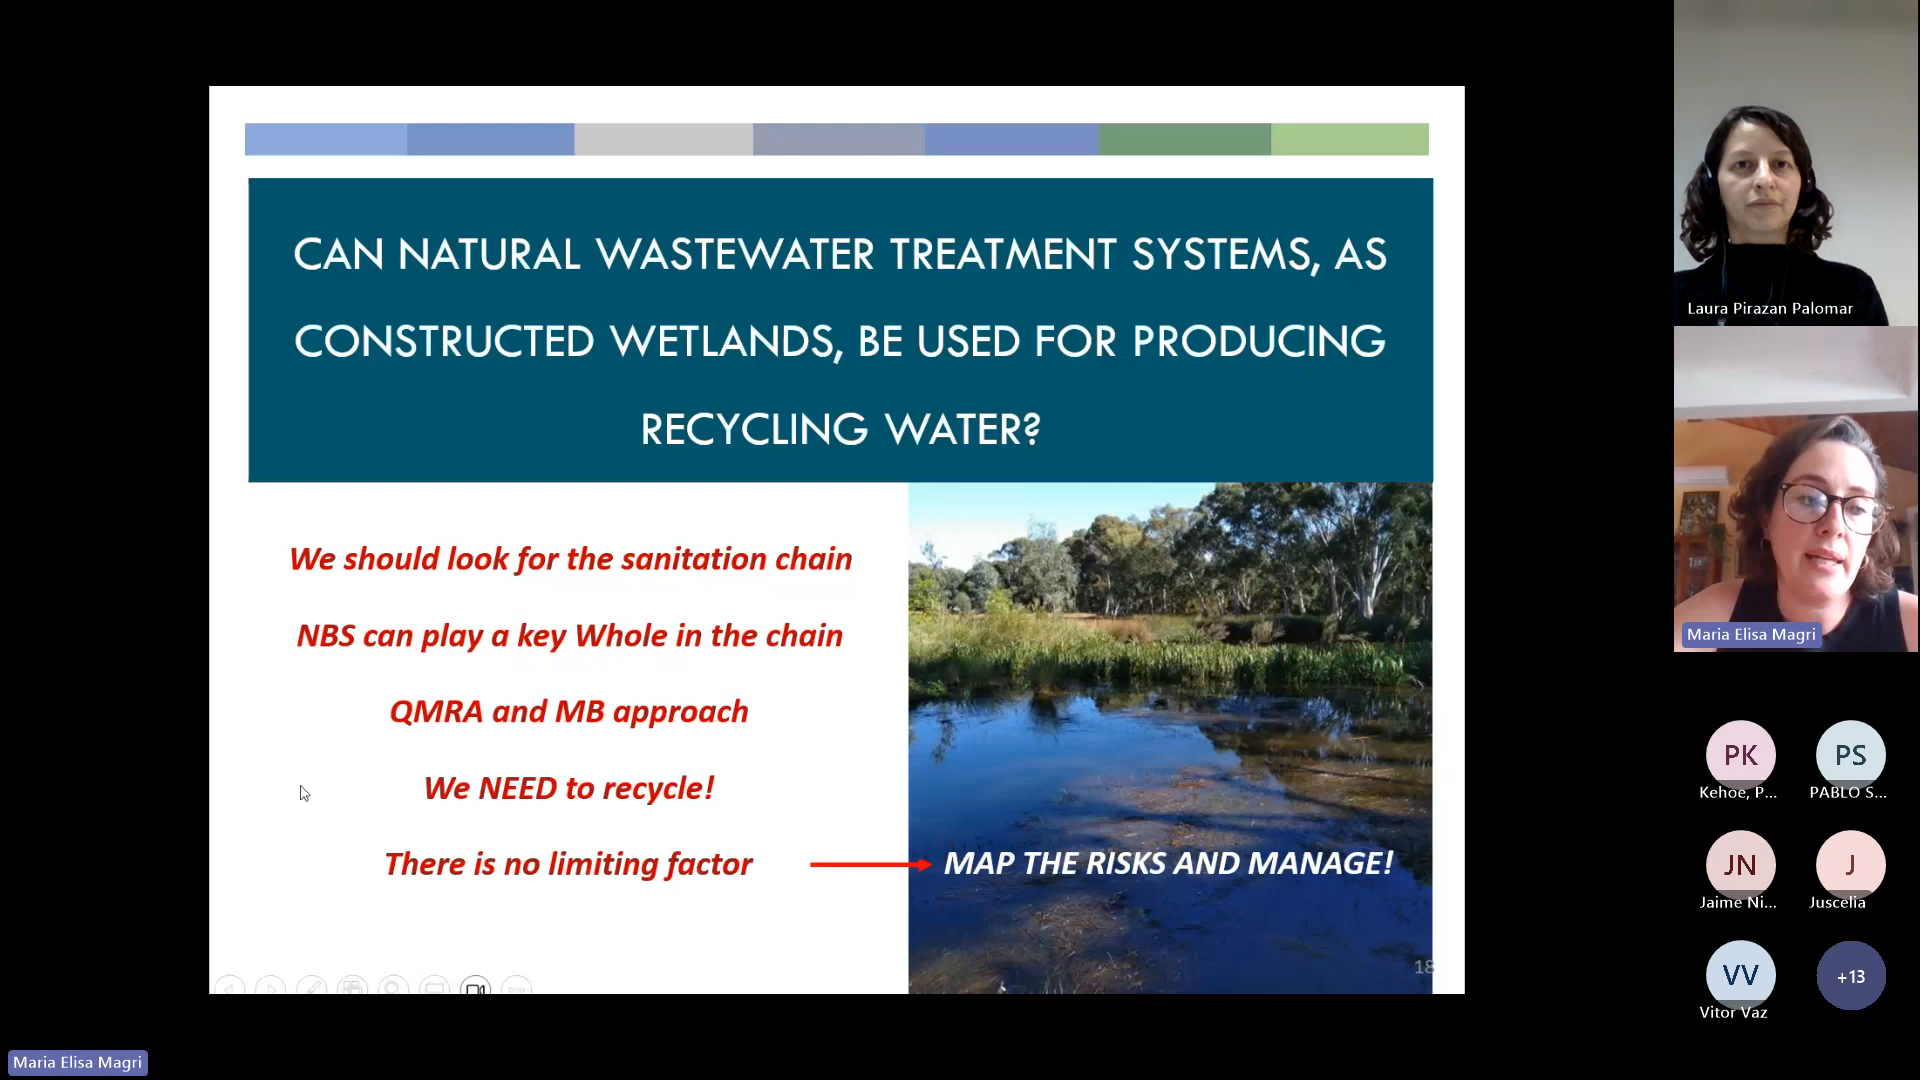 CAN NATURAL WASTEWATER TREATMENT SYSTEMS, AS
CONSTRUCTED WETLANDS, BE USED FOR PRODUCING
RECYCLING WATER?
We should look for the sanitation chain
NBS can play a key Whole in the chain
QMRA and MB approach
We NEED to recycle!
There is no limiting factor
MAP THE RISKS AND MANAGE!
18
Laura Pirazan Palomar
Maria Elisa Magri
PK
Kehoe, P...
PS
PABLO S...
JN
Jaime Ni...
J
Juscelia
VV
Vitor Vaz
+13
Maria Elisa Magri